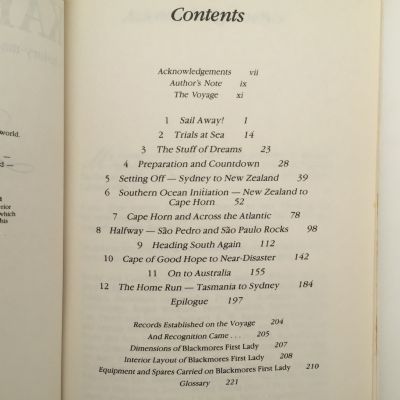 Contents
Acknowledgements vii
Author's Note ix
The Voyage xi
1 Sail Away! 1
2 Trials at Sea 14
3 The Stuff of Dreams 23
4 Preparation and Countdown 28
5 Setting Off — Sydney to New Zealand 39
6 Southern Ocean Initiation — New Zealand to
Cape Horn 52
7 Cape Horn and Across the Atlantic 78
8 Halfway — São Pedro and São Paulo Rocks 98
9 Heading South Again 112
10 Cape of Good Hope to Near-Disaster 142
11 On to Australia 155
12 The Home Run — Tasmania to Sydney 184
Epilogue 197
Records Established on the Voyage 204
And Recognition Came . . . 205
Dimensions of Blackmores First Lady 207
Interior Layout of Blackmores First Lady 208
Equipment and Spares Carried on Blackmores First Lady 210
Glossary 221
world.
which